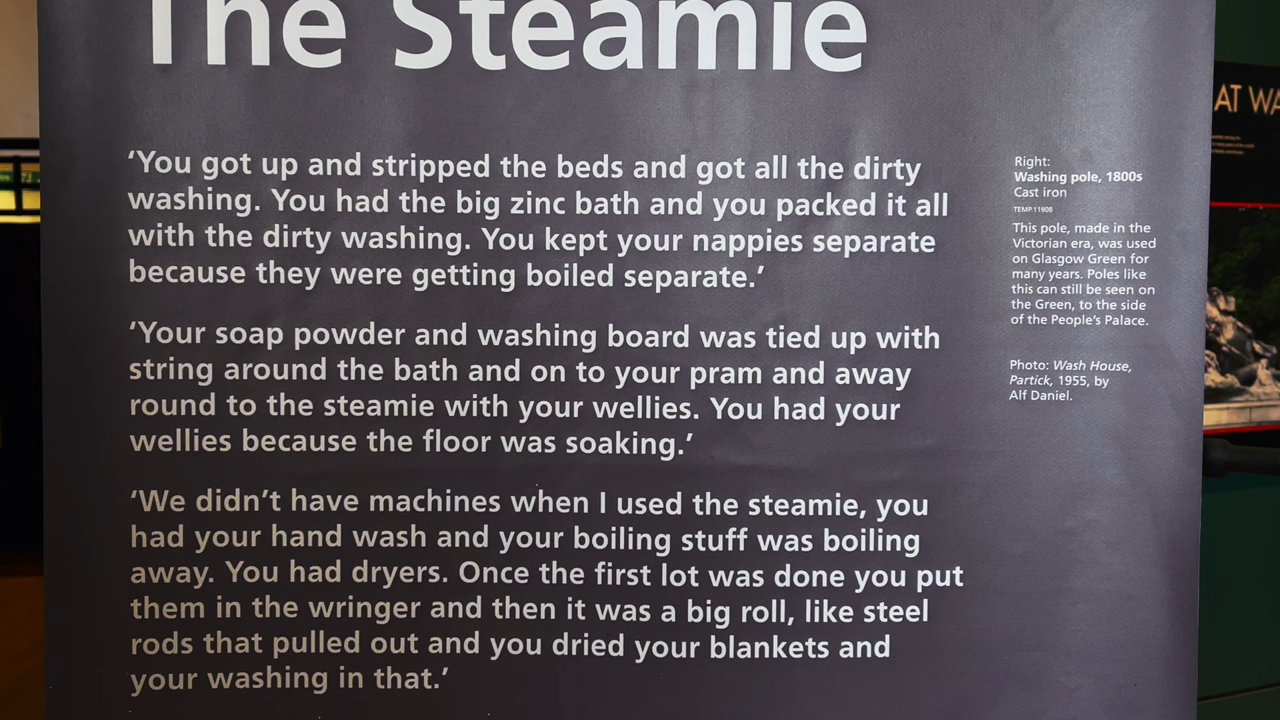 The Steamie
‘You got up and stripped the beds and got all the dirty
washing. You had the big zinc bath and you packed it all
with the dirty washing. You kept your nappies separate
because they were getting boiled separate.’
‘Your soap powder and washing board was tied up with
string around the bath and on to your pram and away
round to the steamie with your wellies. You had your
wellies because the floor was soaking.’
‘We didn’t have machines when I used the steamie, you
had your hand wash and your boiling stuff was boiling
away. You had dryers. Once the first lot was done you put
them in the wringer and then it was a big roll, like steel
rods that pulled out and you dried your blankets and
your washing in that.’
Right:
Washing pole, 1800s
Cast iron
TEMP.11908
This pole, made in the
Victorian era, was used
on Glasgow Green for
many years. Poles like
this can still be seen on
the Green, to the side
of the People’s Palace.
Photo: Wash House,
Partick, 1955, by
Alf Daniel.
AT WA